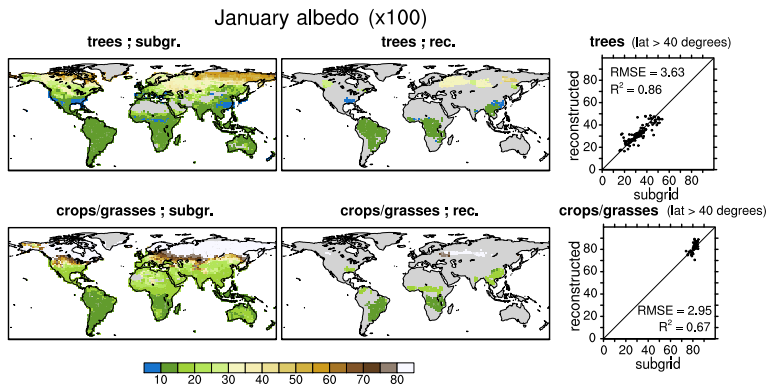 January albedo (x100)
trees ; subgr.
trees ; rec.
trees (lat > 40 degrees)
RMSE = 3.63
R² = 0.86
reconstructed
80
60
40
20
0
0 20 40 60 80
subgrid
crops/grasses ; subgr.
crops/grasses ; rec.
crops/grasses (lat > 40 degrees)
reconstructed
80
60
40
20
0
RMSE = 2.95
R² = 0.67
0 20 40 60 80
subgrid
10 20 30 40 50 60 70 80